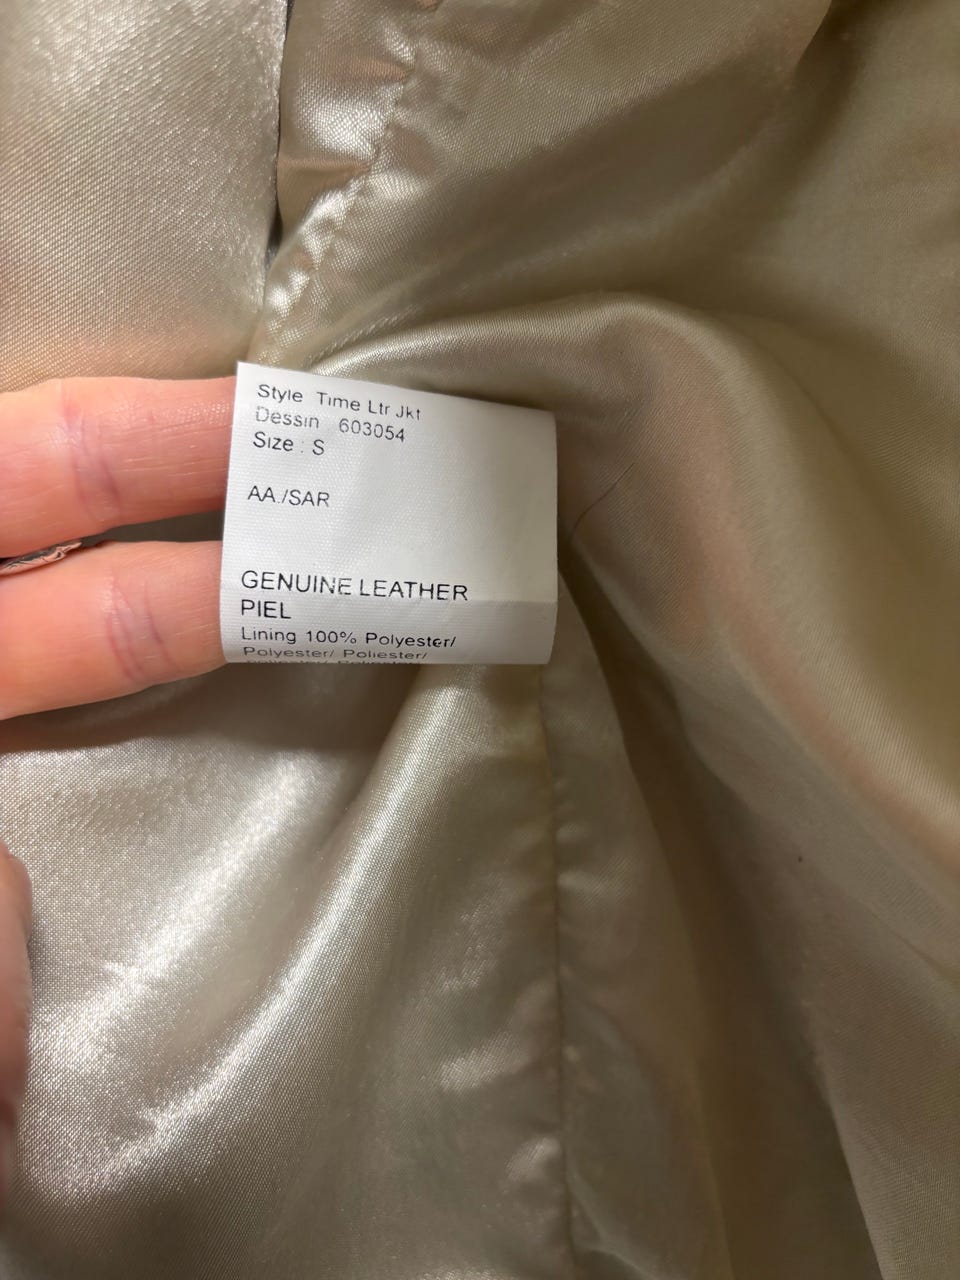 Style Time Ltr Jkt
Dessin 603054
Size : S
AA./SAR
GENUINE LEATHER
PIEL
Lining 100% Polyester/
Polyester/ Poliester/